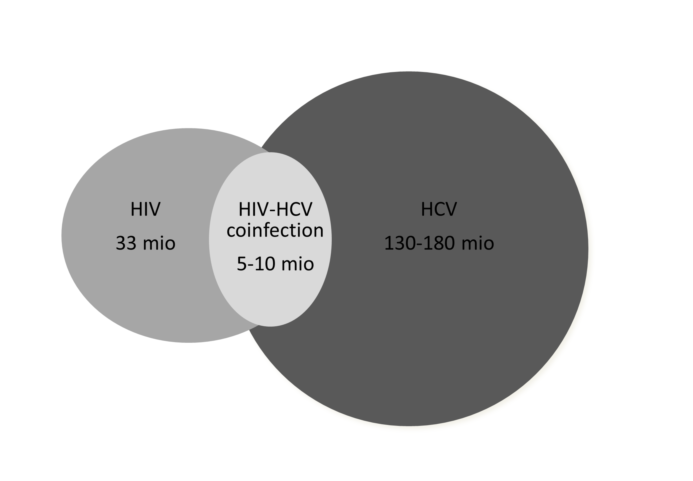 HIV
33 mio
HIV-HCV
coinfection
5-10 mio
HCV
130-180 mio